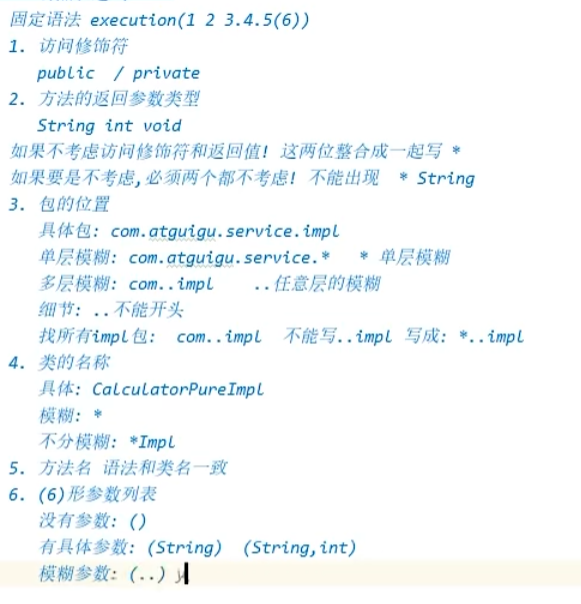 固定语法 execution(1 2 3.4.5(6))
1. 访问修饰符
public / private
2. 方法的返回参数类型
String int void
如果不考虑访问修饰符和返回值! 这两位整合成一起写 *
如果要是不考虑,必须两个都不考虑! 不能出现 * String
3. 包的位置
具体包: com.atguigu.service.impl
单层模糊: com.atguigu.service.* * 单层模糊
多层模糊: com..impl ..任意层的模糊
细节: ..不能开头
找所有impl包: com..impl 不能写..impl 写成: *..impl
4. 类的名称
具体: CalculatorPureImpl
模糊: *
不分模糊: *Impl
5. 方法名 语法和类名一致
6. (6)形参数列表
没有参数: ()
有具体参数: (String) (String,int)
模糊参数: (..) y